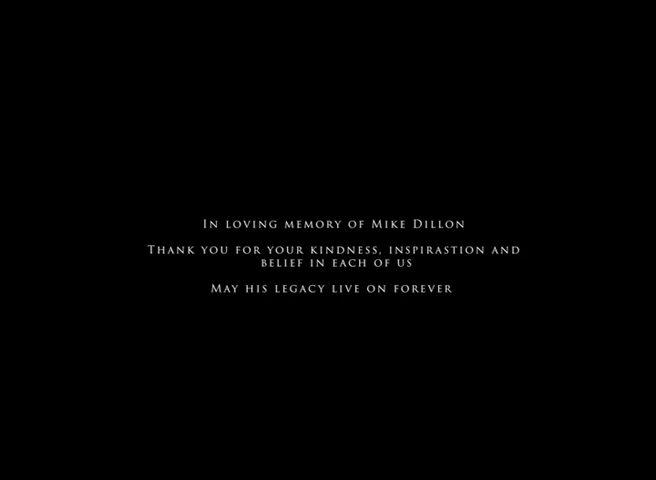 In loving memory of Mike Dillon
Thank you for your kindness, inspirastion and
belief in each of us
May his legacy live on forever